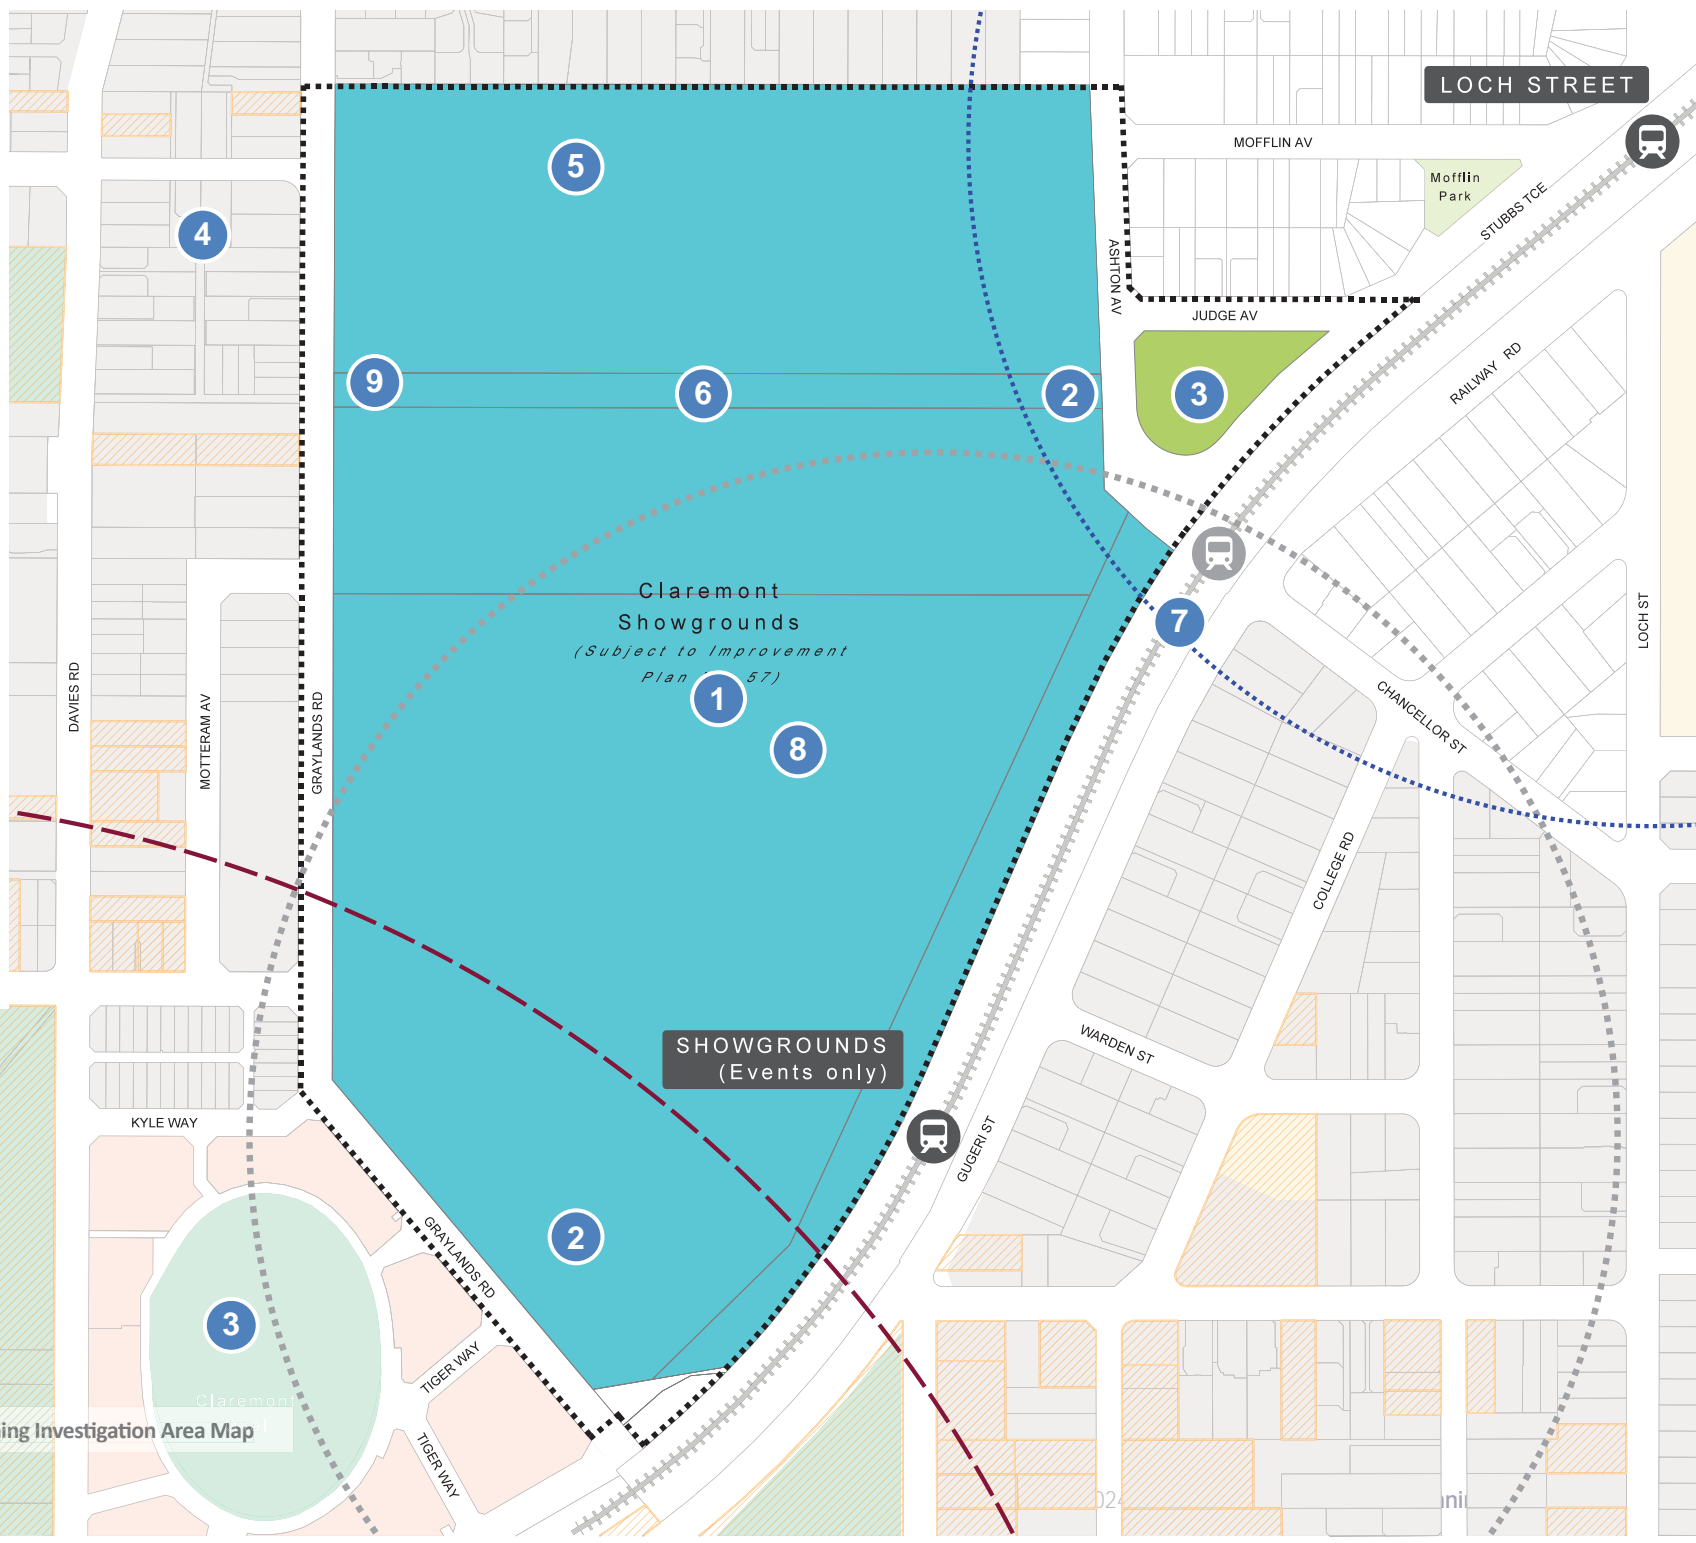 LOCH STREET
MOFFLIN AV
Mofflin
Park
STUBBS TCE
5
4
ASHTON AV
JUDGE AV
RAILWAY RD
9
6
2
3
Claremont
Showgrounds
(Subject to Improvement
Plan 57)
1
7
8
LOCH ST
CHANCELLOR ST
DAVIES RD
MOTTERAM AV
GRAYLANDS RD
COLLEGE RD
SHOWGROUNDS
(Events only)
WARDEN ST
KYLE WAY
GUGERI ST
GRAYLANDS RD
2
3
TIGER WAY
Claremont
ing Investigation Area Map
TIGER WAY